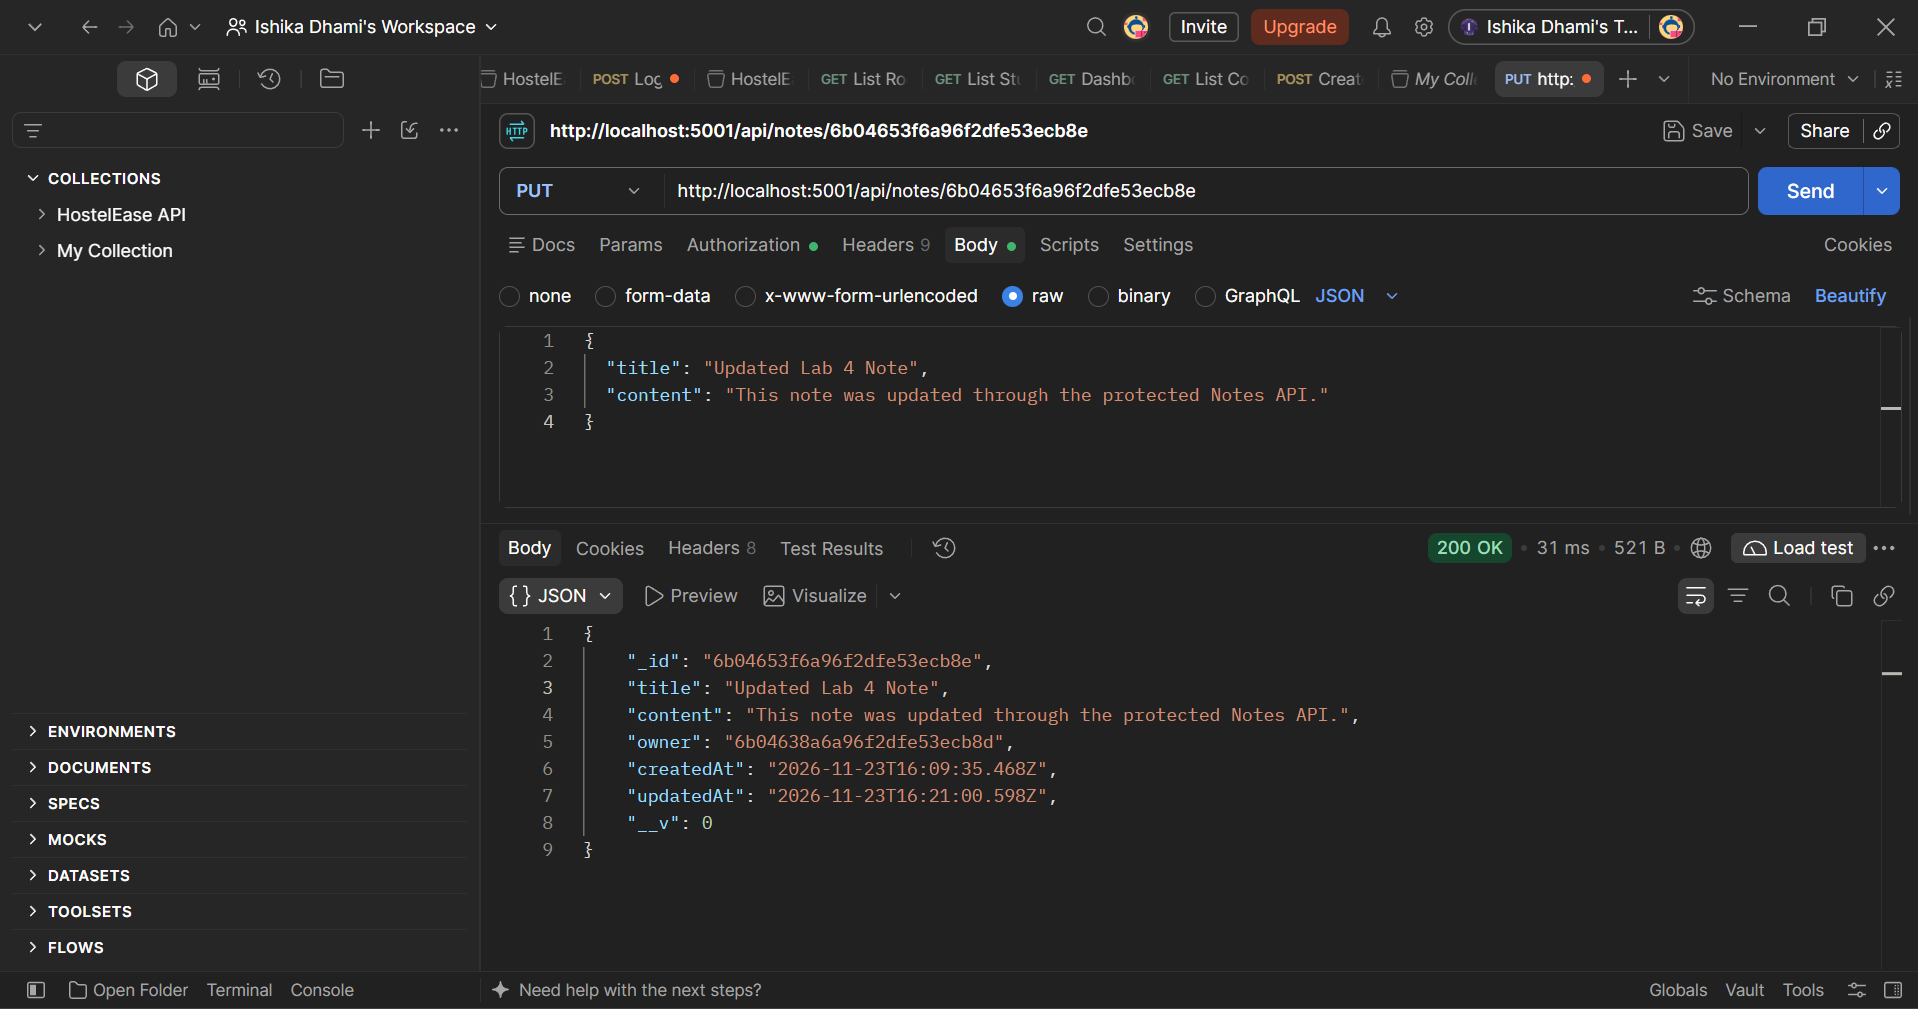 Ishika Dhami's Workspace
Invite
Upgrade
Ishika Dhami's T...
HostelE
POST Log
HostelE
GET List Ro
GET List Stu
GET Dashb
GET List Co
POST Creat
My Coll
PUT http:
No Environment
HTTP http://localhost:5001/api/notes/6b04653f6a96f2dfe53ecb8e
Save
Share
COLLECTIONS
HostelEase API
My Collection
PUT
http://localhost:5001/api/notes/6b04653f6a96f2dfe53ecb8e
Send
Docs Params Authorization Headers 9 Body Scripts Settings
Cookies
none form-data x-www-form-urlencoded raw binary GraphQL JSON
Schema Beautify
1 {
2 "title": "Updated Lab 4 Note",
3 "content": "This note was updated through the protected Notes API."
4 }
Body Cookies Headers 8 Test Results
200 OK • 31 ms • 521 B •
Load test
{ } JSON Preview Visualize
1 {
2 "_id": "6b04653f6a96f2dfe53ecb8e",
3 "title": "Updated Lab 4 Note",
4 "content": "This note was updated through the protected Notes API.",
5 "owner": "6b04638a6a96f2dfe53ecb8d",
6 "createdAt": "2026-11-23T16:09:35.468Z",
7 "updatedAt": "2026-11-23T16:21:00.598Z",
8 "__v": 0
9 }
ENVIRONMENTS
DOCUMENTS
SPECS
MOCKS
DATASETS
TOOLSETS
FLOWS
Open Folder Terminal Console
Need help with the next steps?
Globals Vault Tools